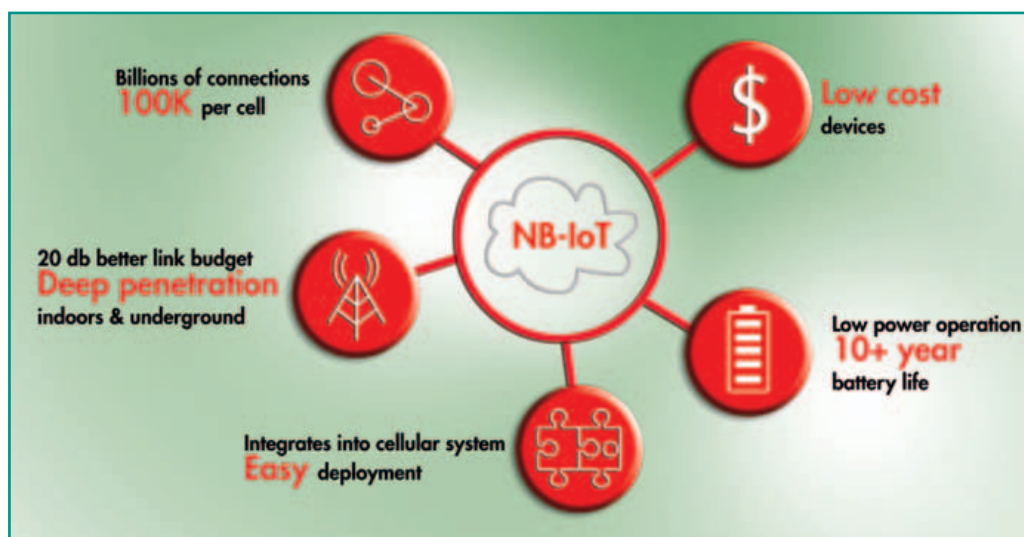 Billions of connections
100K per cell
$
Low cost
devices
NB-IoT
20 db better link budget
Deep penetration
indoors & underground
Low power operation
10+ year
battery life
Integrates into cellular system
Easy deployment